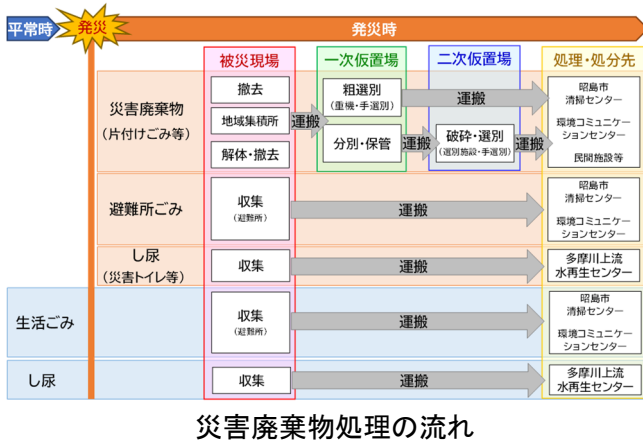 平常時
発災
発災時
被災現場
一次仮置場
二次仮置場
処理・処分先
災害廃棄物
(片付けごみ等)
撤去
地域集積所
解体・撤去
運搬
粗選別
(重機・手選別)
分別・保管
運搬
運搬
破砕・選別
(選別施設・手選別)
運搬
昭島市
清掃センター
環境コミュニケー
ションセンター
民間施設等
避難所ごみ
収集
(避難所)
運搬
昭島市
清掃センター
環境コミュニケー
ションセンター
し尿
(災害トイレ等)
収集
運搬
多摩川上流
水再生センター
生活ごみ
収集
(避難所)
運搬
昭島市
清掃センター
環境コミュニケー
ションセンター
し尿
収集
運搬
多摩川上流
水再生センター
災害廃棄物処理の流れ